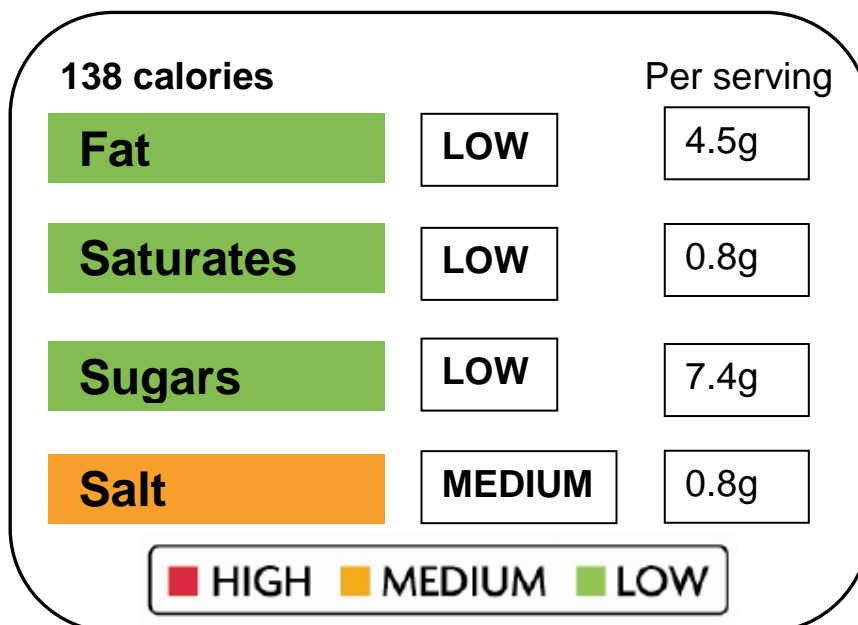 138 calories Per serving
Fat LOW 4.5g
Saturates LOW 0.8g
Sugars LOW 7.4g
Salt MEDIUM 0.8g
HIGH MEDIUM LOW